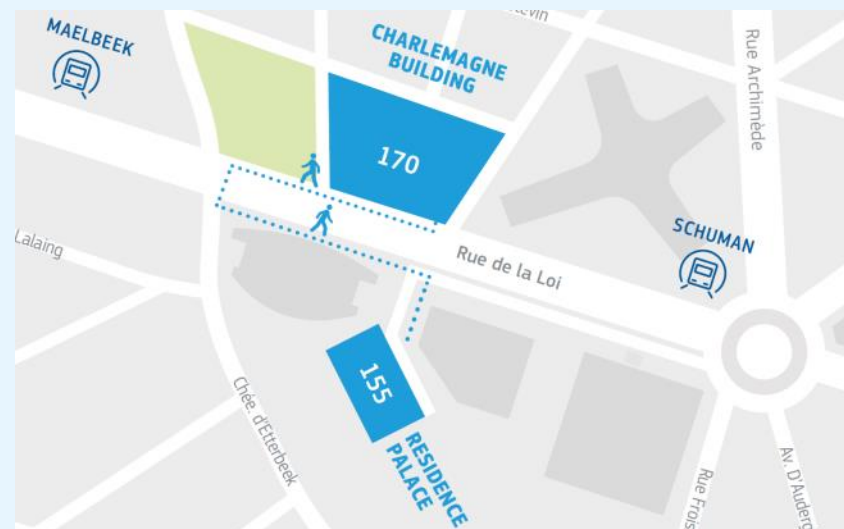 MAELBEEK
CHARLEMAGNE
BUILDING
170
Rue Archimède
SCHUMAN
Lalaing
Rue de la Loi
155
RESIDENCE
PALACE
Chée. d'Etterbeek
Rue Frois
Av. D'Auderg